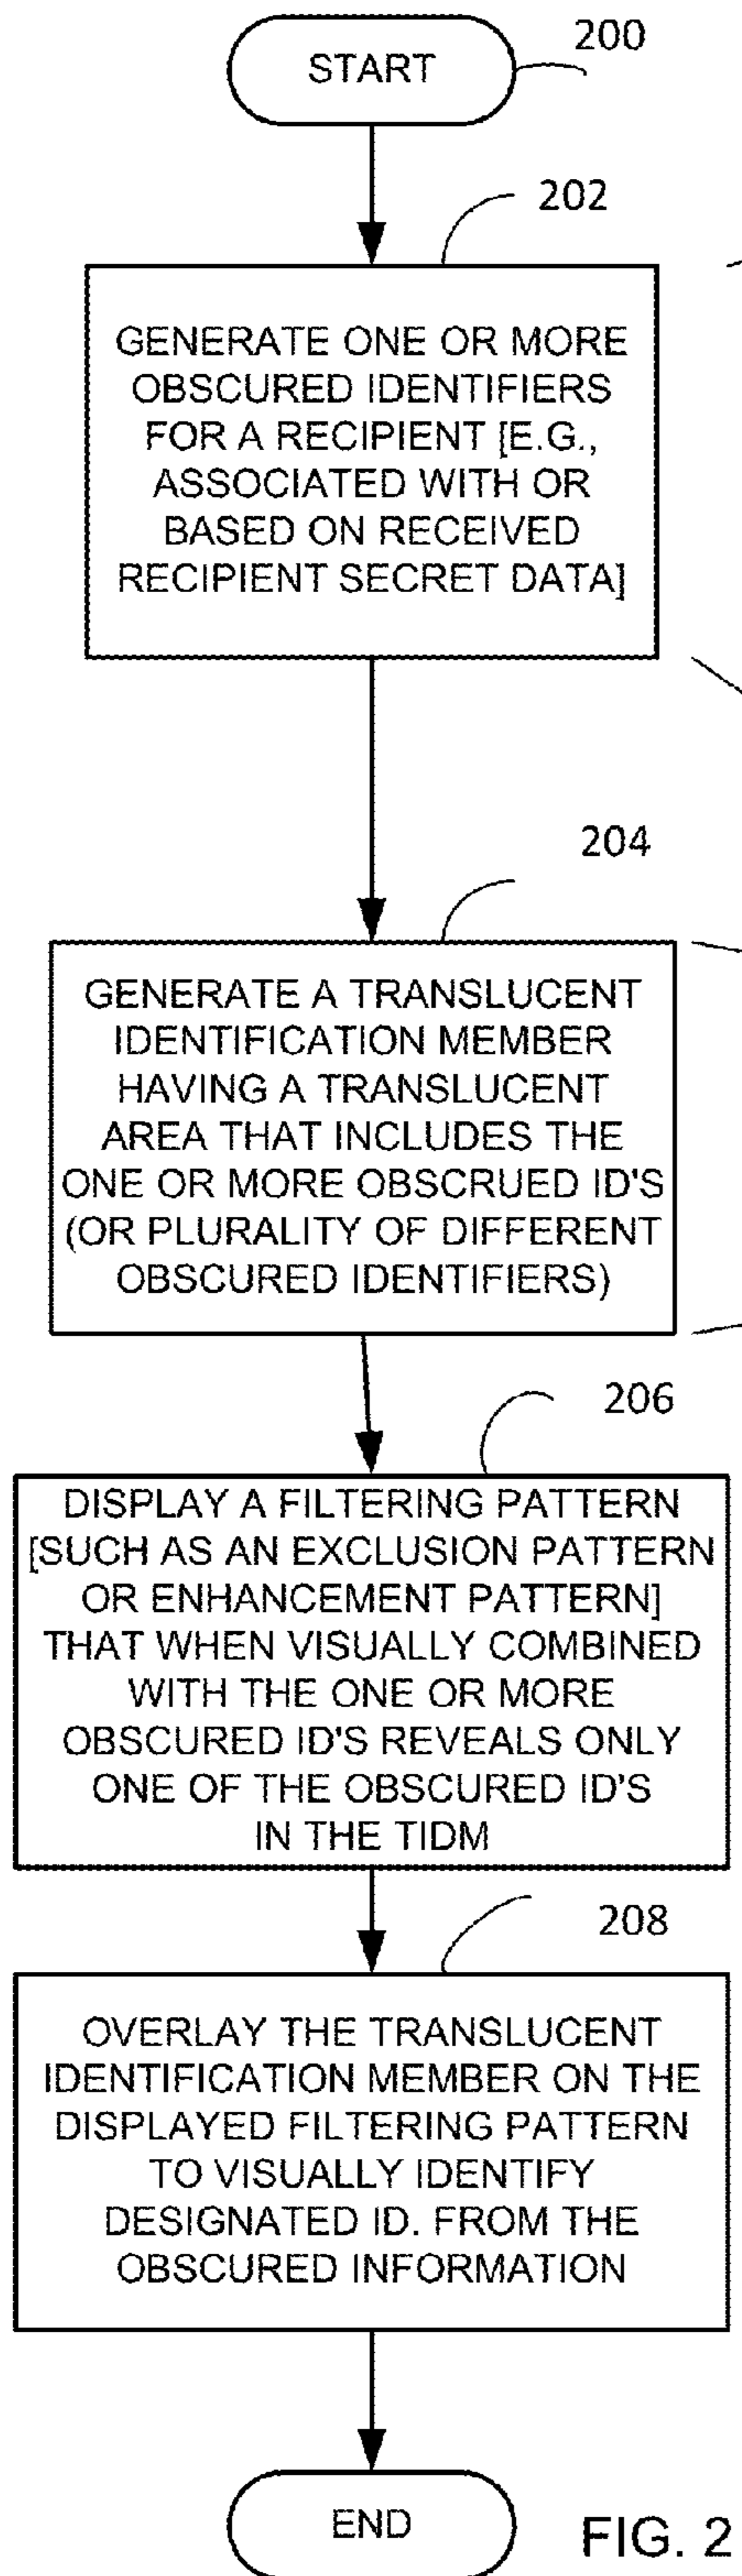 START
200
202
GENERATE ONE OR MORE
OBSCURED IDENTIFIERS
FOR A RECIPIENT [E.G.,
ASSOCIATED WITH OR
BASED ON RECEIVED
RECIPIENT SECRET DATA]
204
GENERATE A TRANSLUCENT
IDENTIFICATION MEMBER
HAVING A TRANSLUCENT
AREA THAT INCLUDES THE
ONE OR MORE OBSCRUED ID'S
(OR PLURALITY OF DIFFERENT
OBSCURED IDENTIFIERS)
206
DISPLAY A FILTERING PATTERN
[SUCH AS AN EXCLUSION PATTERN
OR ENHANCEMENT PATTERN]
THAT WHEN VISUALLY COMBINED
WITH THE ONE OR MORE
OBSCURED ID'S REVEALS ONLY
ONE OF THE OBSCURED ID'S
IN THE TIDM
208
OVERLAY THE TRANSLUCENT
IDENTIFICATION MEMBER ON THE
DISPLAYED FILTERING PATTERN
TO VISUALLY IDENTIFY
DESIGNATED ID. FROM THE
OBSCURED INFORMATION
END
FIG. 2